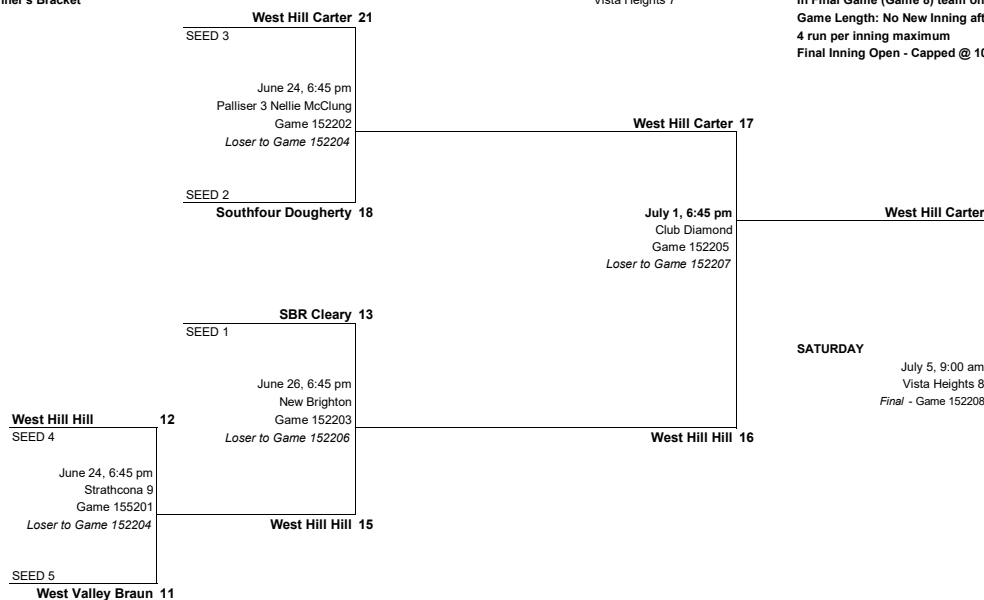 Bracket
Vista Heights 7
In Final Game (Game 8) team
West Hill Carter 21
Game Length: No New Inning
SEED 3
4 run per inning maximum
Final Inning Open - Capped @
June 24, 6:45 pm
Palliser 3 Nellie McClung
Game 152202
Loser to Game 152204
West Hill Carter 17
SEED 2
Southfour Dougherty 18
July 1, 6:45 pm
Club Diamond
Game 152205
Loser to Game 152207
West Hill Carter
SBR Cleary 13
SEED 1
SATURDAY
July 5, 9:00 am
Vista Heights 8
Final - Game 152208
June 26, 6:45 pm
New Brighton
Game 152203
Loser to Game 152206
West Hill Hill 12
SEED 4
West Hill Hill 16
June 24, 6:45 pm
Strathcona 9
Game 155201
Loser to Game 152204
West Hill Hill 15
SEED 5
West Valley Braun 11